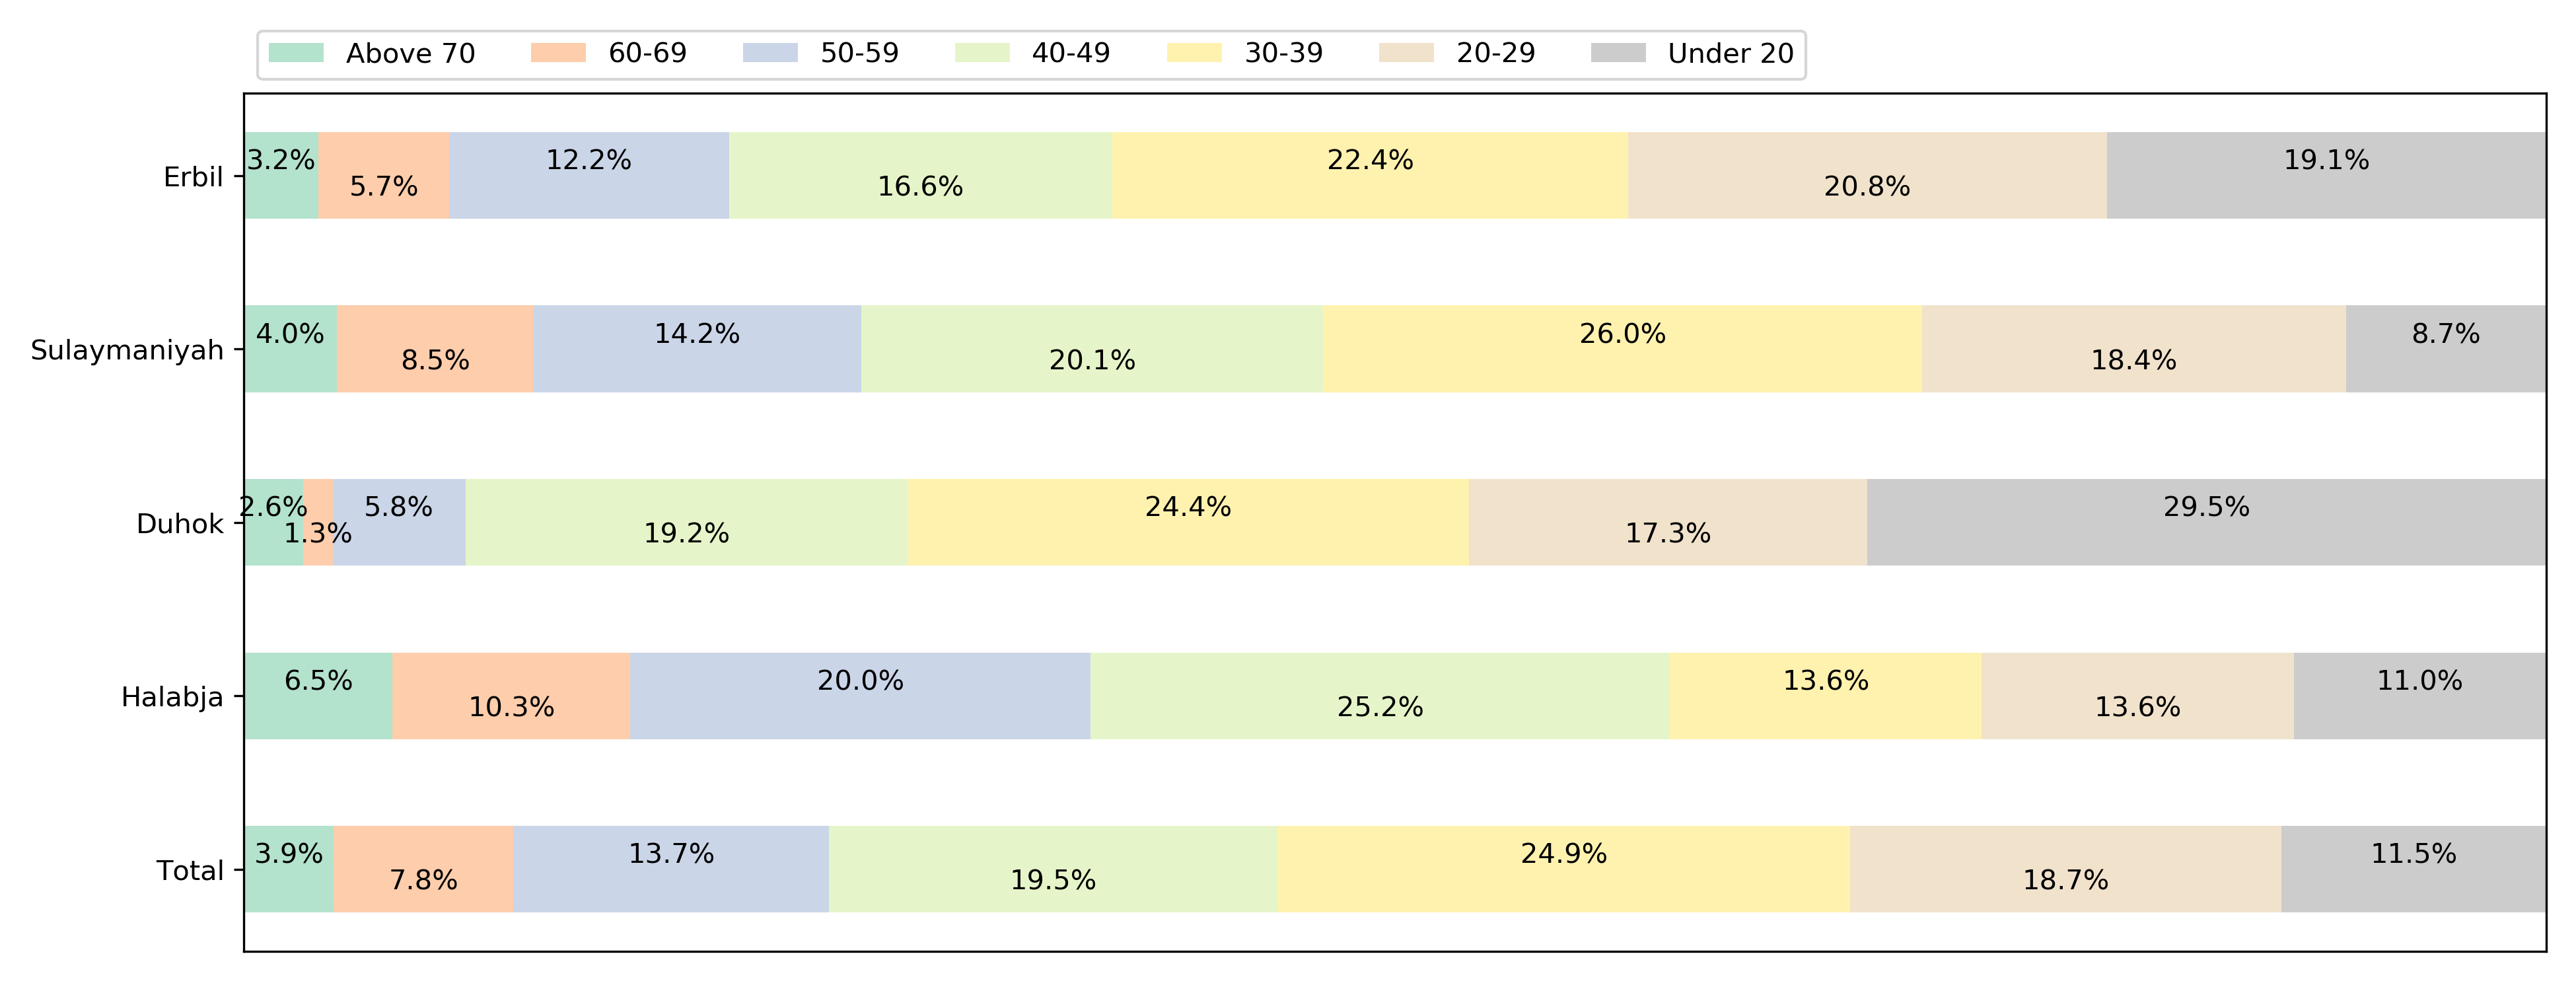 Above 70 60-69 50-59 40-49 30-39 20-29 Under 20
Erbil 3.2% 5.7% 12.2% 16.6% 22.4% 20.8% 19.1%
Sulaymaniyah 4.0% 8.5% 14.2% 20.1% 26.0% 18.4% 8.7%
Duhok 2.6% 1.3% 5.8% 19.2% 24.4% 17.3% 29.5%
Halabja 6.5% 10.3% 20.0% 25.2% 13.6% 13.6% 11.0%
Total 3.9% 7.8% 13.7% 19.5% 24.9% 18.7% 11.5%